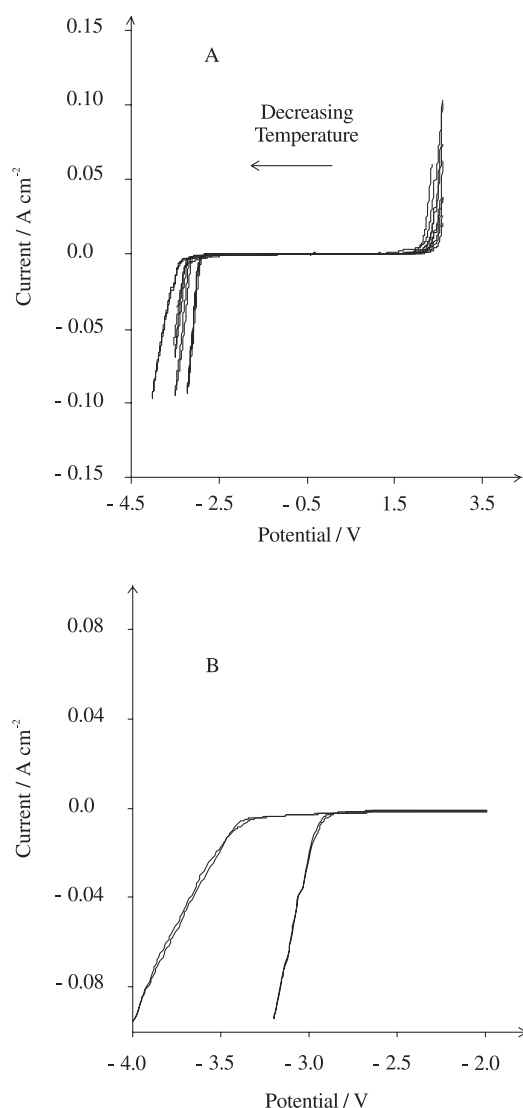 A
0.15
0.10
0.05
0.0
- 0.05
- 0.10
- 0.15
Current / A cm⁻²
Decreasing
Temperature
- 4.5
- 2.5
- 0.5
1.5
3.5
Potential / V
B
0.08
0.04
0.0
- 0.04
- 0.08
Current / A cm⁻²
- 4.0
- 3.5
- 3.0
- 2.5
- 2.0
Potential / V